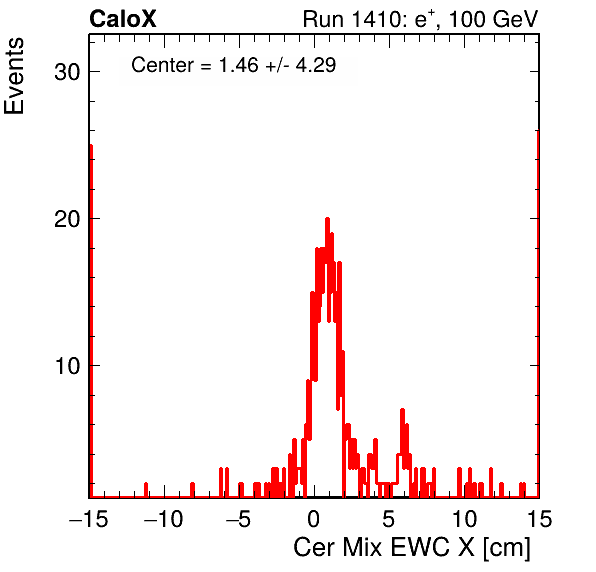 CaloX
Run 1410: e⁺, 100 GeV
Events
Center = 1.46 +/- 4.29
30
20
10
−15 −10 −5 0 5 10 15
Cer Mix EWC X [cm]